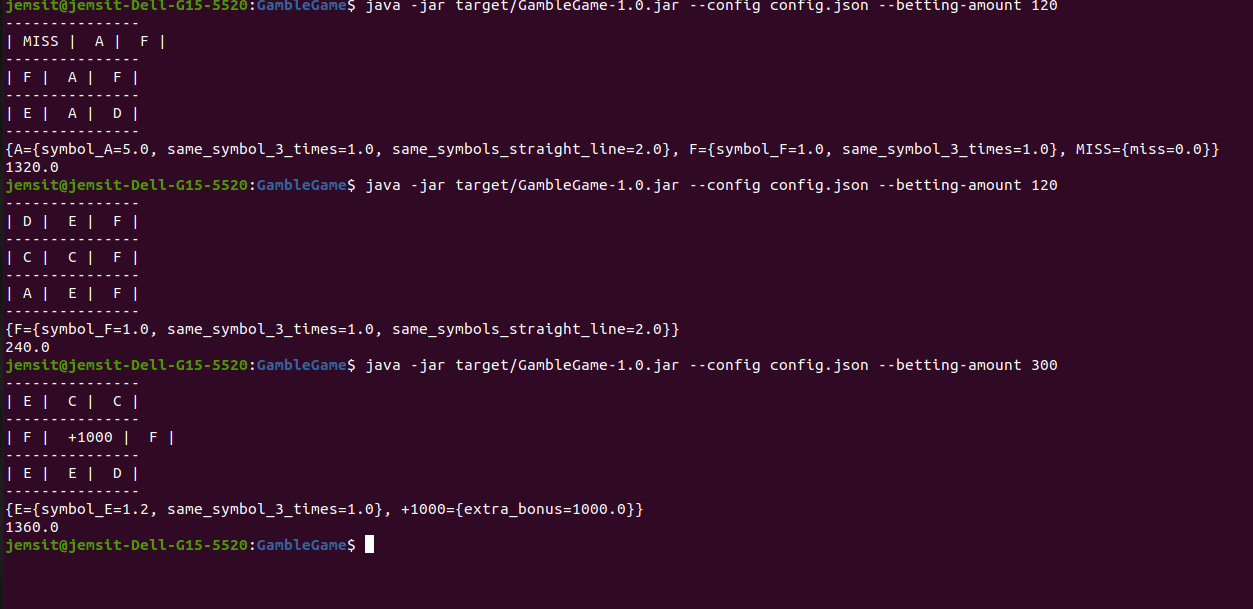 jemsit@jemsit-Dell-G15-5520:GambleGame$ java -jar target/GambleGame-1.0.jar --config config.json --betting-amount 120
---------------
| MISS |  A |  F |
---------------
| F |  A |  F |
---------------
| E |  A |  D |
---------------
{A={symbol_A=5.0, same_symbol_3_times=1.0, same_symbols_straight_line=2.0}, F={symbol_F=1.0, same_symbol_3_times=1.0}, MISS={miss=0.0}}
1320.0
jemsit@jemsit-Dell-G15-5520:GambleGame$ java -jar target/GambleGame-1.0.jar --config config.json --betting-amount 120
---------------
| D |  E |  F |
---------------
| C |  C |  F |
---------------
| A |  E |  F |
---------------
{F={symbol_F=1.0, same_symbol_3_times=1.0, same_symbols_straight_line=2.0}}
240.0
jemsit@jemsit-Dell-G15-5520:GambleGame$ java -jar target/GambleGame-1.0.jar --config config.json --betting-amount 300
---------------
| E |  C |  C |
---------------
| F |  +1000 |  F |
---------------
| E |  E |  D |
---------------
{E={symbol_E=1.2, same_symbol_3_times=1.0}, +1000={extra_bonus=1000.0}}
1360.0
jemsit@jemsit-Dell-G15-5520:GambleGame$